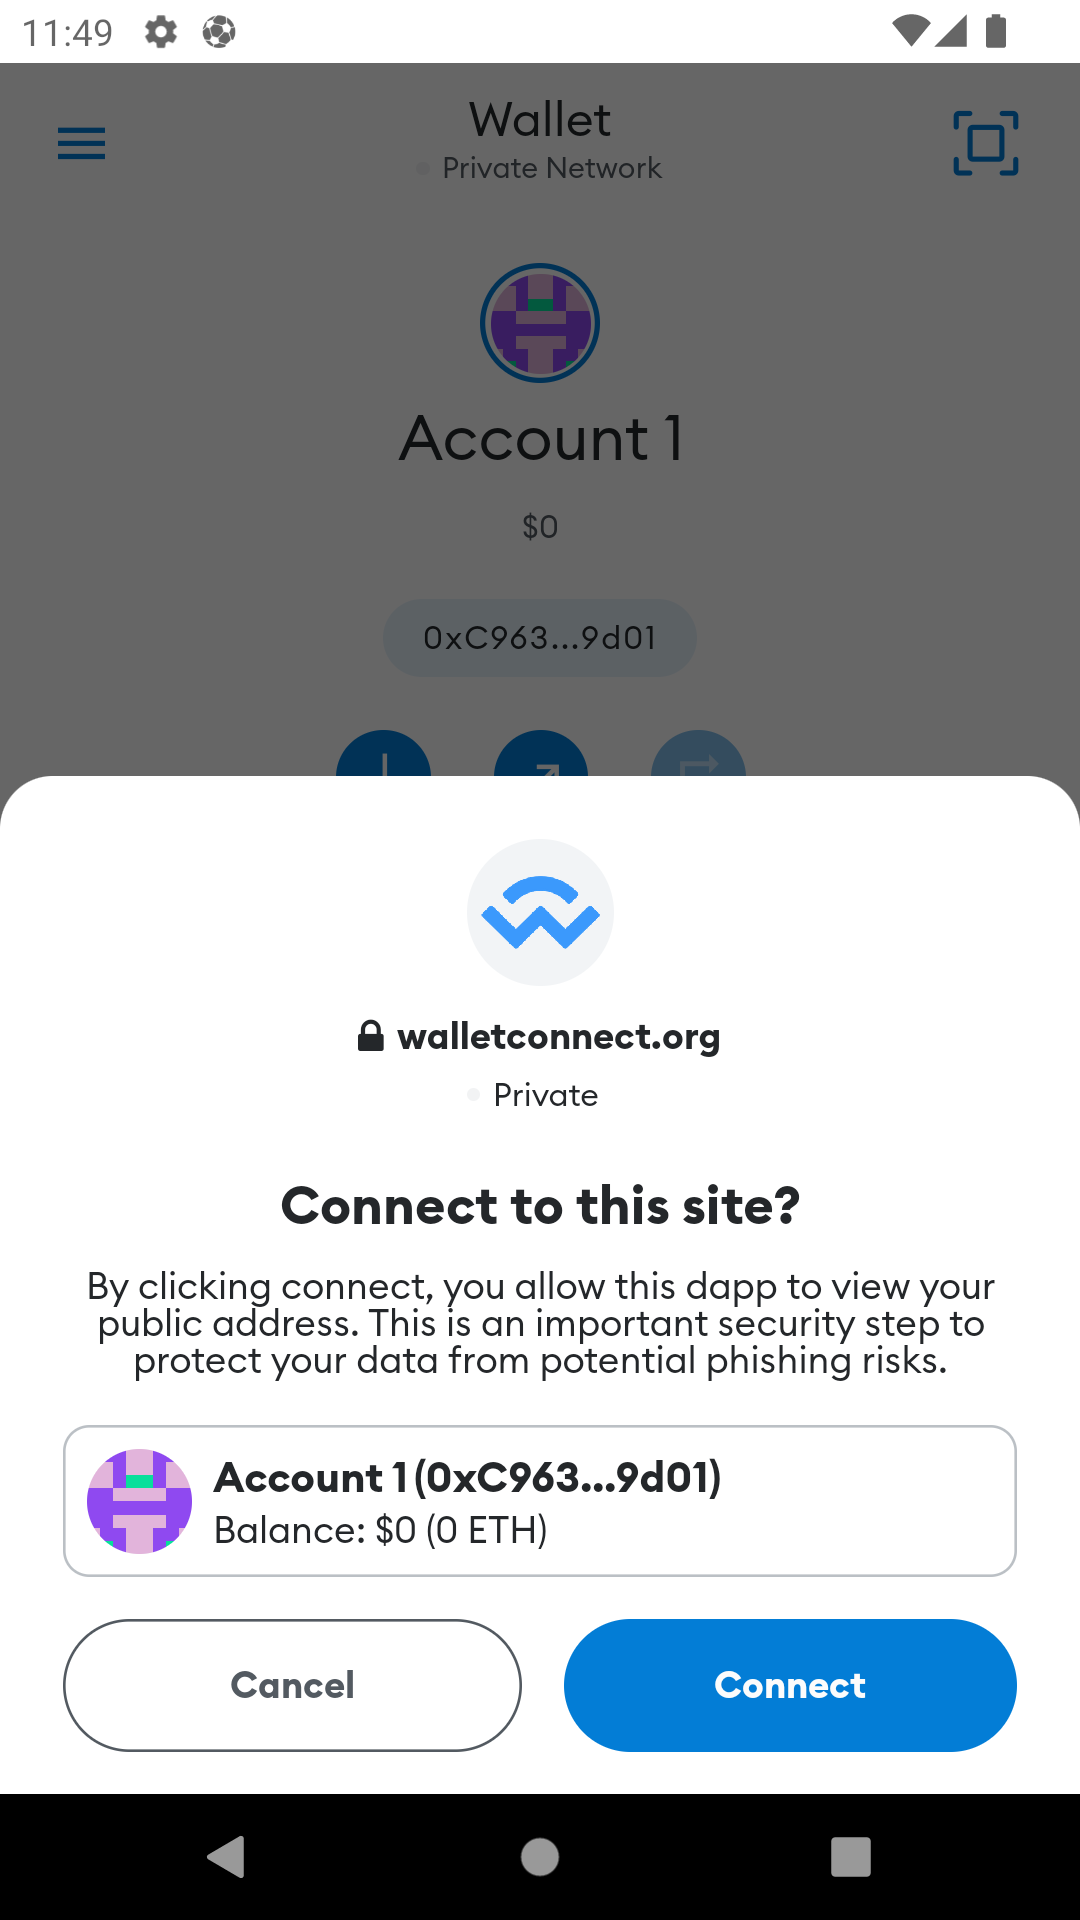 11:49
Wallet
Private Network
Account 1
$0
0xC963...9d01
walletconnect.org
Private
Connect to this site?
By clicking connect, you allow this dapp to view your
public address. This is an important security step to
protect your data from potential phishing risks.
Account 1 (0xC963...9d01)
Balance: $0 (0 ETH)
Cancel
Connect